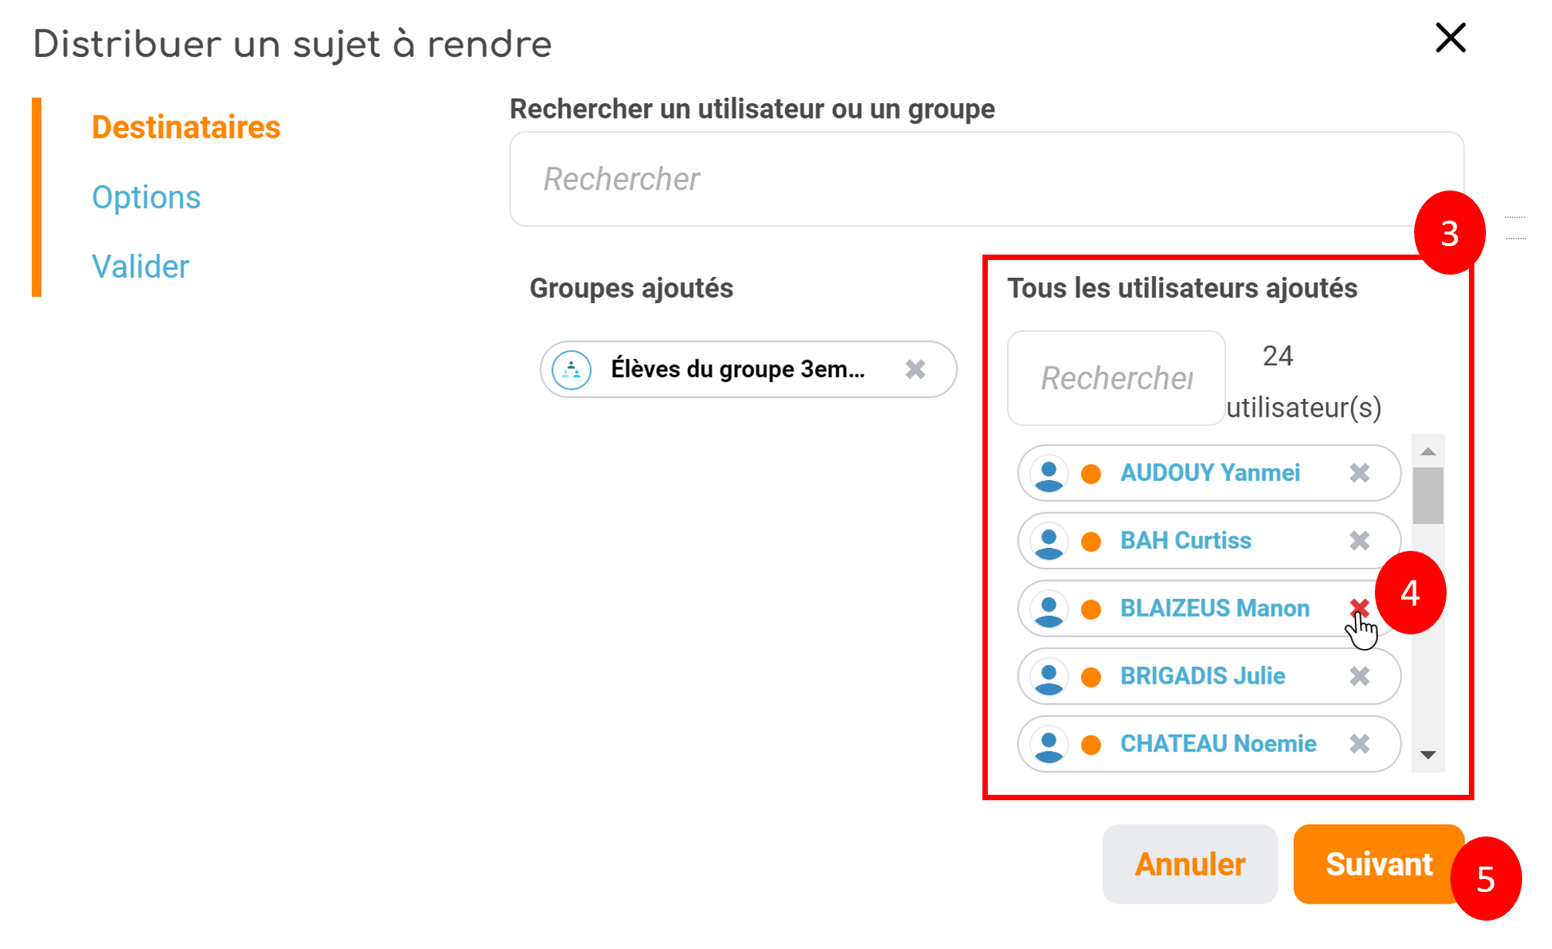 Distribuer un sujet à rendre
Destinataires
Options
Valider
Rechercher un utilisateur ou un groupe
Rechercher
3
Groupes ajoutés
Élèves du groupe 3em...
Tous les utilisateurs ajoutés
Rechercher
24
utilisateur(s)
AUDOUY Yanmei
BAH Curtiss
BLAIZEUS Manon
4
BRIGADIS Julie
CHATEAU Noemie
Annuler
Suivant
5